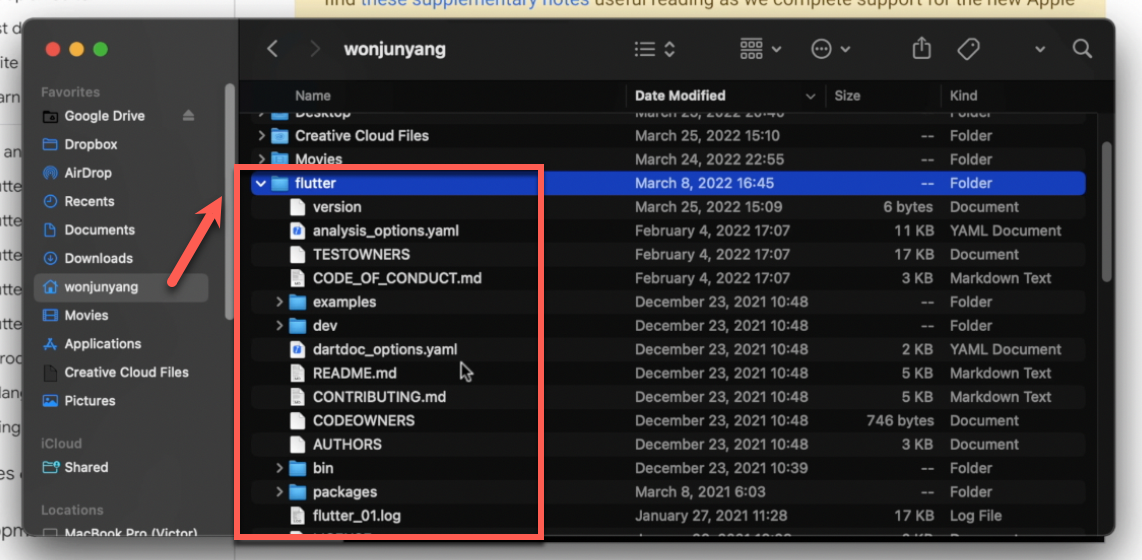 find these supplementary notes useful reading as we complete support for the new Apple
wonjunyang
Favorites
Google Drive
Dropbox
AirDrop
Recents
Documents
Downloads
wonjunyang
Movies
Applications
Creative Cloud Files
Pictures
iCloud
Shared
Locations
MacBook Pro (Victor)
Name Date Modified Size Kind
Desktop
Creative Cloud Files March 25, 2022 15:10 -- Folder
Movies March 24, 2022 22:55 -- Folder
flutter March 8, 2022 16:45 -- Folder
version March 25, 2022 15:09 6 bytes Document
analysis_options.yaml February 4, 2022 17:07 11 KB YAML Document
TESTOWNERS February 4, 2022 17:07 17 KB Document
CODE_OF_CONDUCT.md February 4, 2022 17:07 3 KB Markdown Text
examples December 23, 2021 10:48 -- Folder
dev December 23, 2021 10:48 -- Folder
dartdoc_options.yaml December 23, 2021 10:48 2 KB YAML Document
README.md December 23, 2021 10:48 5 KB Markdown Text
CONTRIBUTING.md December 23, 2021 10:48 5 KB Markdown Text
CODEOWNERS December 23, 2021 10:48 746 bytes Document
AUTHORS December 23, 2021 10:48 3 KB Document
bin December 23, 2021 10:39 -- Folder
packages March 8, 2021 6:03 -- Folder
flutter_01.log January 27, 2021 11:28 17 KB Log File